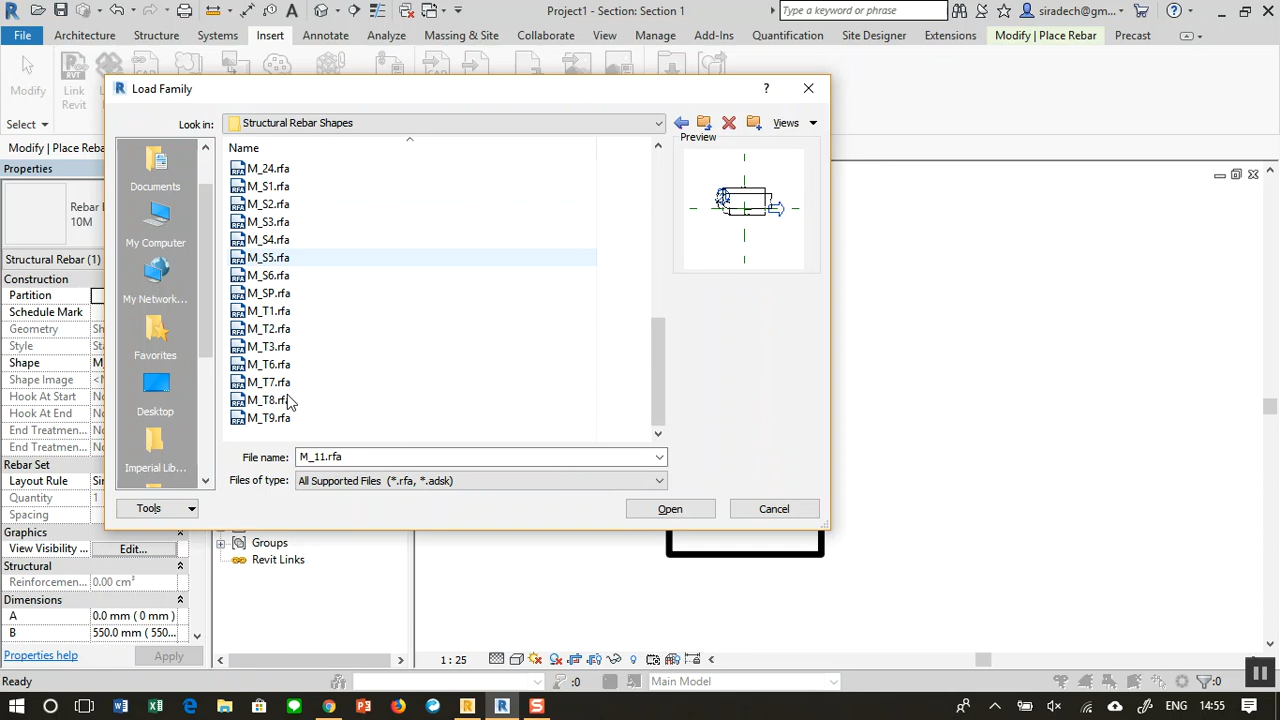 Project1 - Section: Section 1
Type a keyword or phrase
siradech@gm...
File
Architecture
Structure
Systems
Insert
Annotate
Analyze
Massing & Site
Collaborate
View
Manage
Add-Ins
Quantification
Site Designer
Extensions
Modify | Place Rebar
Precast
Modify
Link
Revit
Select
Load Family
Look in:
Structural Rebar Shapes
Views
Preview
Name
M_24.rfa
M_S1.rfa
M_S2.rfa
M_S3.rfa
M_S4.rfa
M_S5.rfa
M_S6.rfa
M_SP.rfa
M_T1.rfa
M_T2.rfa
M_T3.rfa
M_T6.rfa
M_T7.rfa
M_T8.rfa
M_T9.rfa
Documents
My Computer
My Network...
Favorites
Desktop
Imperial Lib...
File name:
M_11.rfa
Files of type:
All Supported Files (*.rfa, *.adsk)
Tools
Open
Cancel
Modify | Place Reba
Properties
Rebar
10M
Structural Rebar (1)
Construction
Partition
Schedule Mark
Geometry
Style
Shape
Shape Image
Hook At Start
Hook At End
End Treatmen...
End Treatmen...
Rebar Set
Layout Rule
Quantity
1
Spacing
Graphics
View Visibility ...
Edit...
Structural
Reinforcemen...
0.00 cm³
Dimensions
A
0.0 mm ( 0 mm )
B
550.0 mm ( 550...
Properties help
Apply
Groups
Revit Links
1 : 25
Ready
:0
Main Model
:0
ENG
14:55